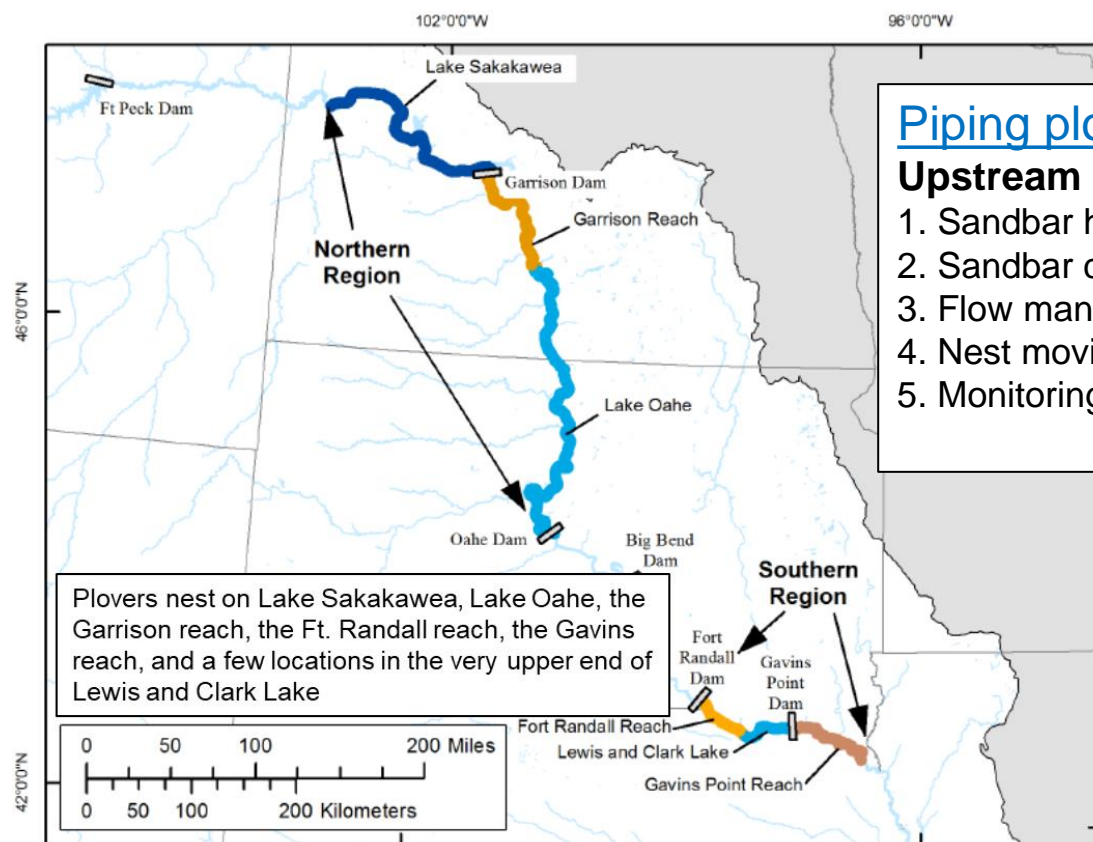 102°0'0"W
96°0'0"W
Lake Sakakawea
Ft Peck Dam
Garrison Dam
Garrison Reach
Northern
Region
46°0'0"N
Lake Oahe
Oahe Dam
Big Bend
Dam
Southern
Region
Fort
Randall
Dam
Gavins
Point
Dam
Fort Randall Reach
Lewis and Clark Lake
Gavins Point Reach
42°0'0"N
Piping plo
Upstream
1. Sandbar h
2. Sandbar
3. Flow man
4. Nest movi
5. Monitoring
Plovers nest on Lake Sakakawea, Lake Oahe, the
Garrison reach, the Ft. Randall reach, the Gavins
reach, and a few locations in the very upper end of
Lewis and Clark Lake
0 50 100 200 Miles
0 50 100 200 Kilometers